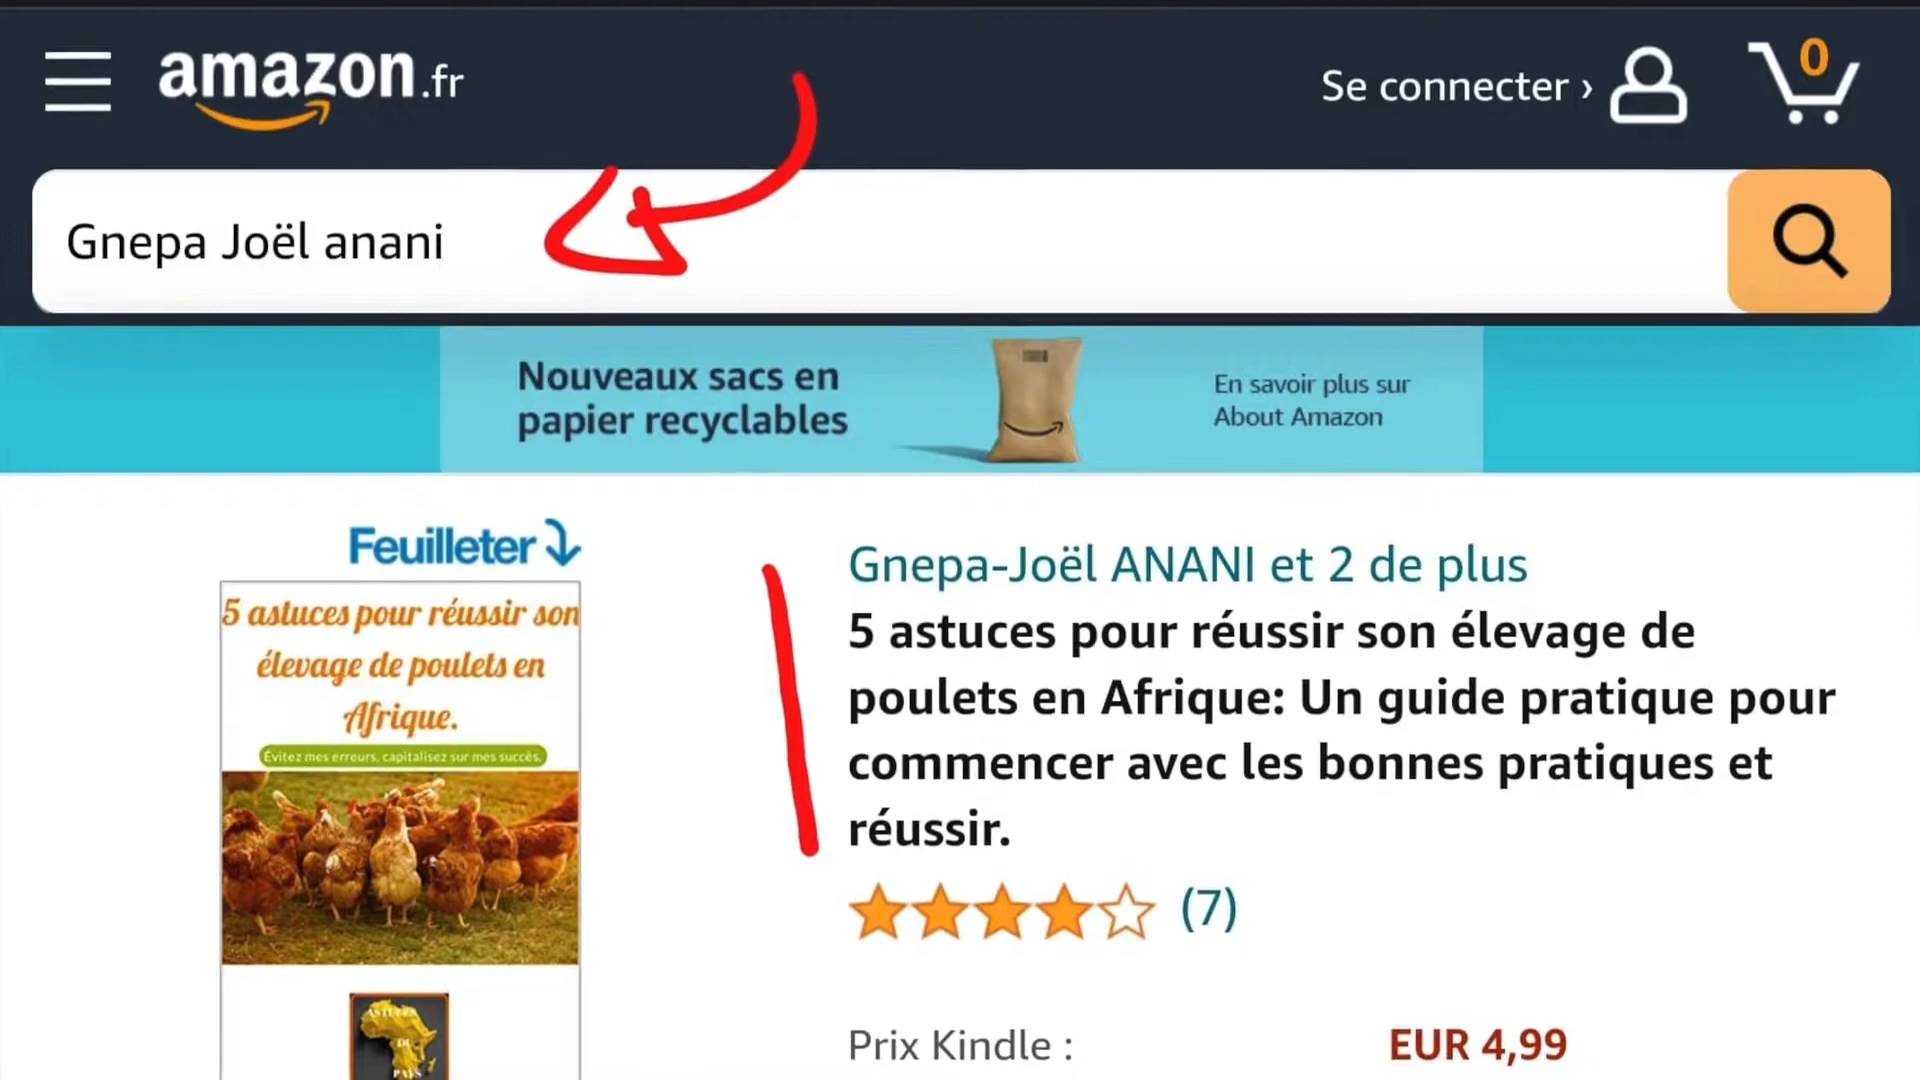 amazon.fr
Se connecter ›
0
Gnepa Joël anani
Nouveaux sacs en
papier recyclables
En savoir plus sur
About Amazon
Feuilleter
5 astuces pour réussir son
élevage de poulets en
Afrique.
Evitez mes erreurs, capitalisez sur mes succès.
ASTUCES
DU
PAYS
Gnepa-Joël ANANI et 2 de plus
5 astuces pour réussir son élevage de
poulets en Afrique: Un guide pratique pour
commencer avec les bonnes pratiques et
réussir.
(7)
Prix Kindle :
EUR 4,99